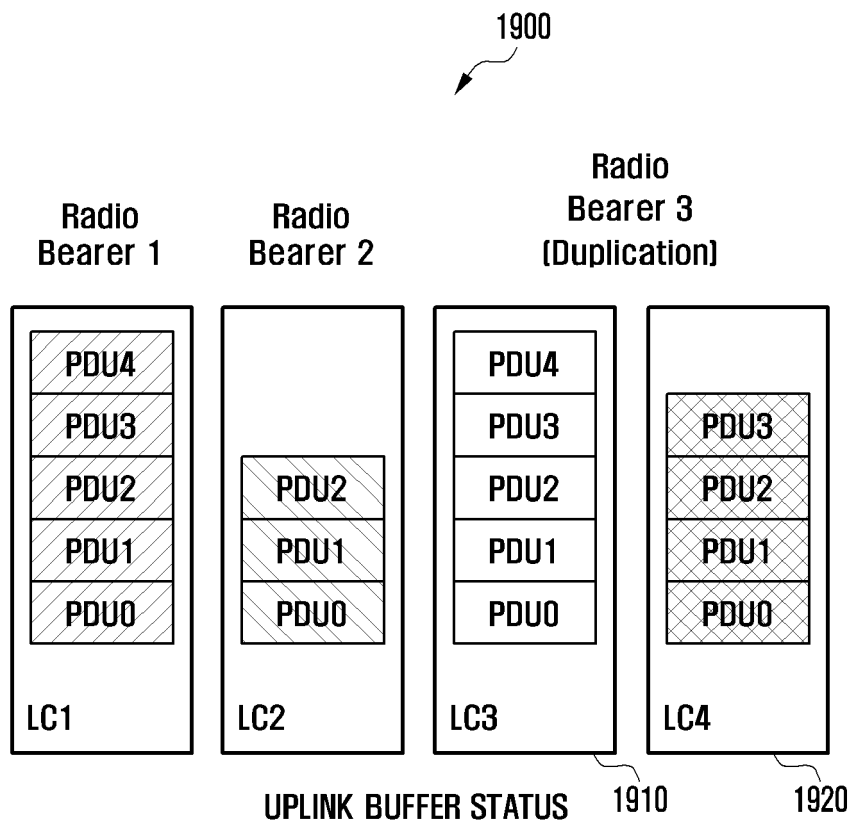 1900
Radio
Bearer 1
Radio
Bearer 2
Radio
Bearer 3
(Duplication)
PDU4
PDU3
PDU2
PDU1
PDU0
LC1
PDU2
PDU1
PDU0
LC2
PDU4
PDU3
PDU2
PDU1
PDU0
LC3
PDU3
PDU2
PDU1
PDU0
LC4
UPLINK BUFFER STATUS
1910
1920